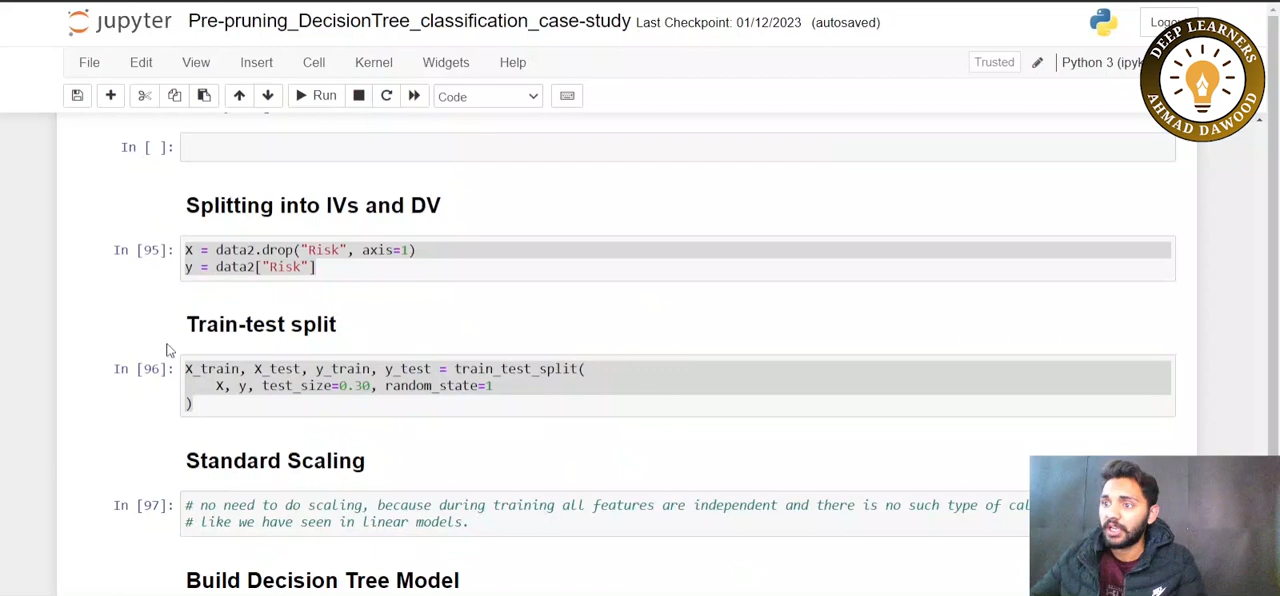 jupyter Pre-pruning_DecisionTree_classification_case-study Last Checkpoint: 01/12/2023 (autosaved)
File Edit View Insert Cell Kernel Widgets Help Trusted Python 3
DEEP LEARNERS
AHMAD DAWOOD
Run Code
In [ ]:
Splitting into IVs and DV
In [95]: X = data2.drop("Risk", axis=1)
y = data2["Risk"]
Train-test split
In [96]: X_train, X_test, y_train, y_test = train_test_split(
X, y, test_size=0.30, random_state=1
)
Standard Scaling
In [97]: # no need to do scaling, because during training all features are independent and there is no such type of
# like we have seen in linear models.
Build Decision Tree Model